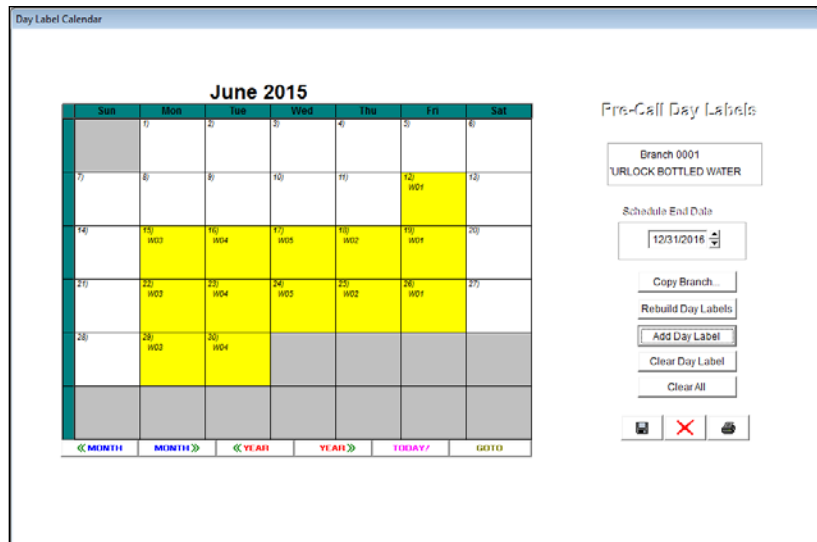 Day Label Calendar
June 2015
Sun Mon Tue Wed Thu Fri Sat
1) 2) 3) 4) 5) 6)
7) 8) 9) 10) 11) 12) 13)
W01
14) 15) 16) 17) 18) 19) 20)
W03 W04 W05 W02 W01
21) 22) 23) 24) 25) 26) 27)
W03 W04 W05 W02 W01
28) 29) 30)
W03 W04
«MONTH MONTH» «YEAR YEAR» TODAY! GOTO
Pre-Call Day Labels
Branch 0001
'URLOCK BOTTLED WATER
Schedule End Date
12/31/2016
Copy Branch...
Rebuild Day Labels
Add Day Label
Clear Day Label
Clear All